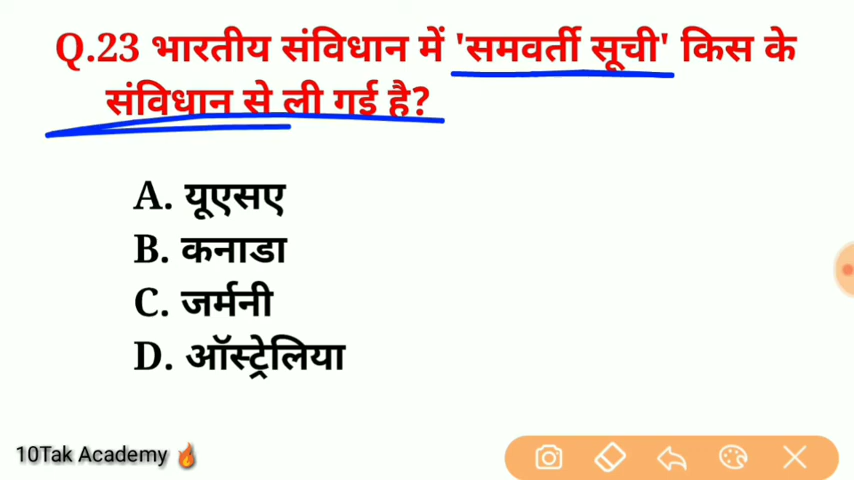 Q.23 भारतीय संविधान में 'समवर्ती सूची' किस के
संविधान से ली गई है?
A. यूएसए
B. कनाडा
C. जर्मनी
D. ऑस्ट्रेलिया
10Tak Academy